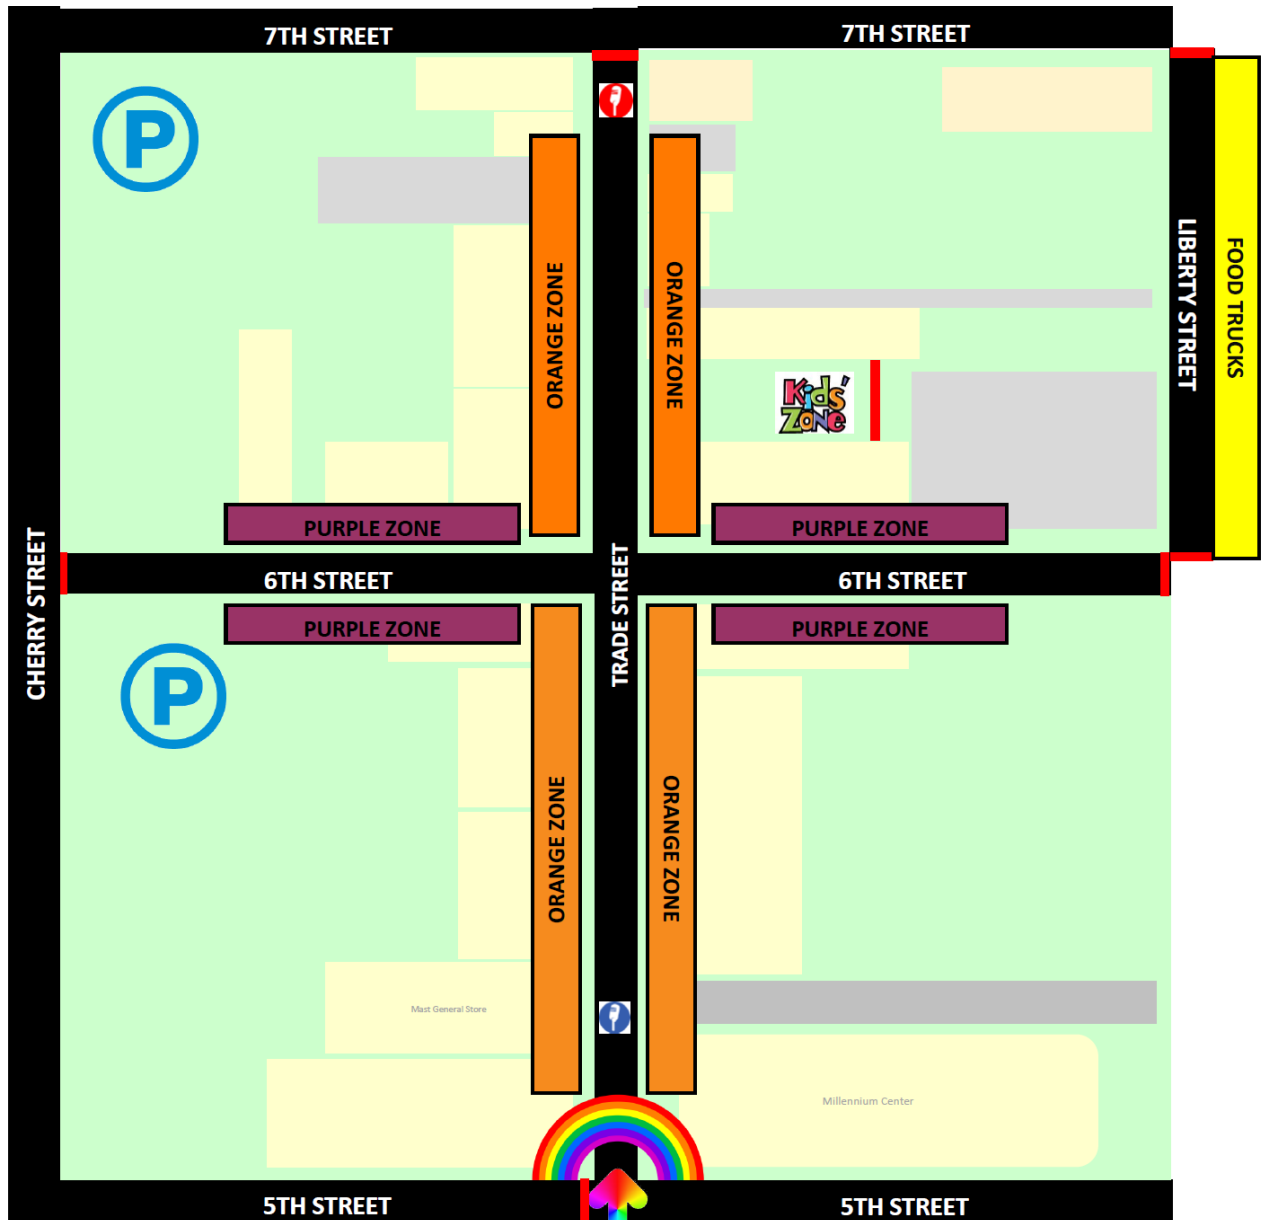 7TH STREET
7TH STREET
P
ORANGE ZONE
ORANGE ZONE
LIBERTY STREET
FOOD TRUCKS
Kids'
Zone
PURPLE ZONE
PURPLE ZONE
CHERRY STREET
6TH STREET
TRADE STREET
6TH STREET
PURPLE ZONE
PURPLE ZONE
P
ORANGE ZONE
ORANGE ZONE
Mast General Store
Millennium Center
5TH STREET
5TH STREET